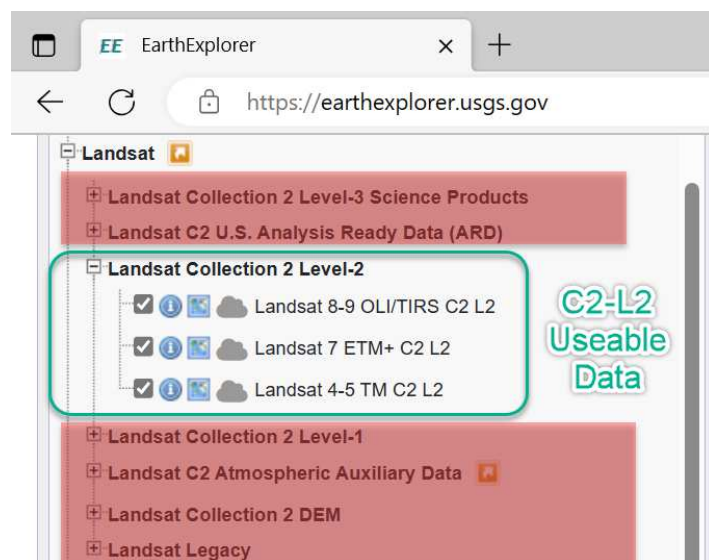 EE EarthExplorer
https://earthexplorer.usgs.gov
Landsat
Landsat Collection 2 Level-3 Science Products
Landsat C2 U.S. Analysis Ready Data (ARD)
Landsat Collection 2 Level-2
Landsat 8-9 OLI/TIRS C2 L2
Landsat 7 ETM+ C2 L2
Landsat 4-5 TM C2 L2
C2-L2
Useable
Data
Landsat Collection 2 Level-1
Landsat C2 Atmospheric Auxiliary Data
Landsat Collection 2 DEM
Landsat Legacy